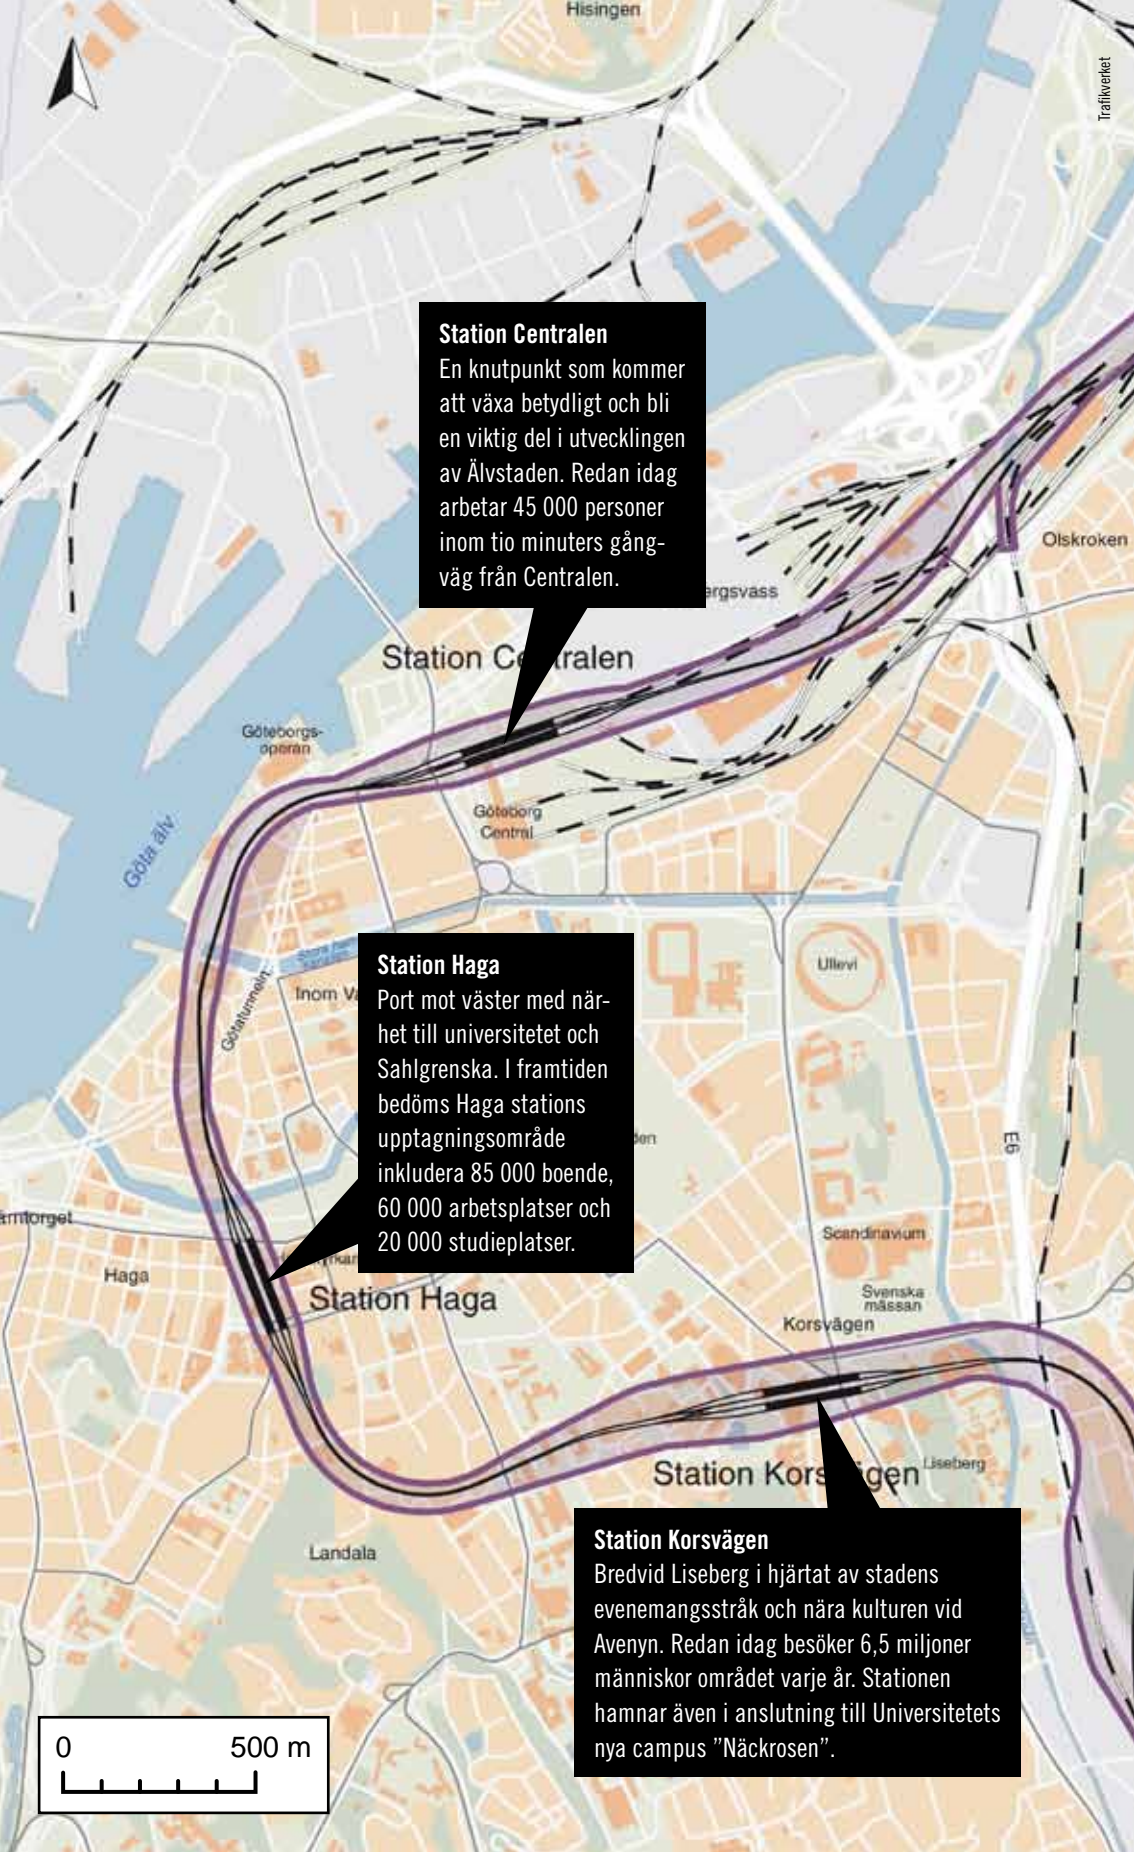 Hisingen
Trafikverket
Station Centralen
En knutpunkt som kommer
att växa betydligt och bli
en viktig del i utvecklingen
av Älvstaden. Redan idag
arbetar 45 000 personer
inom tio minuters gång-
väg från Centralen.
Olskroken
ergsvass
Station Ce tralen
Göteborgs-
operan
Göteborg
Central
Göta älv
Station Haga
Port mot väster med när-
het till universitetet och
Sahlgrenska. I framtiden
bedöms Haga stations
upptagningsområde
inkludera 85 000 boende,
60 000 arbetsplatser och
20 000 studieplatser.
Ullevi
Inom Va
Götatunneln
E6
Scandinavium
Haga
Station Haga
Svenska
mässan
Korsvägen
Station Korsvägen
Liseberg
Landala
Station Korsvägen
Bredvid Liseberg i hjärtat av stadens
evenemangsstråk och nära kulturen vid
Avenyn. Redan idag besöker 6,5 miljoner
människor området varje år. Stationen
hamnar även i anslutning till Universitetets
nya campus ”Näckrosen”.
0 500 m